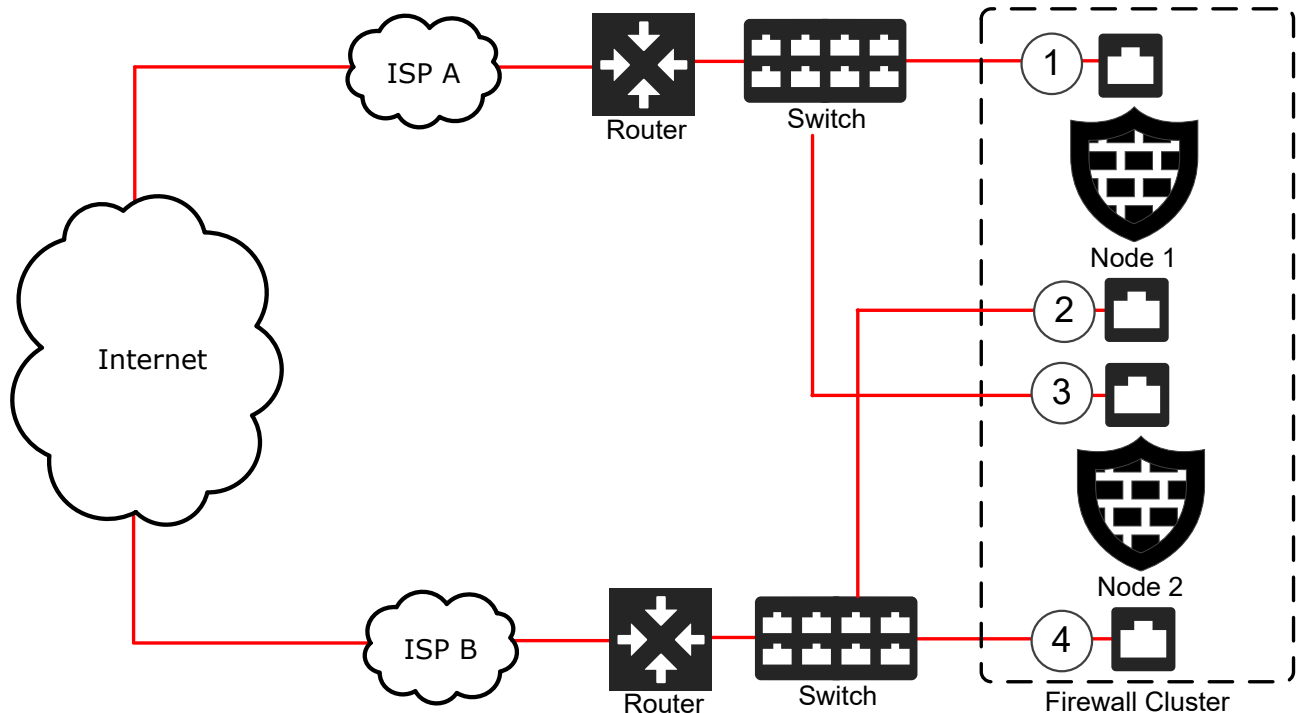 ISP A
Router
Switch
1
Node 1
Internet
2
3
Node 2
ISP B
Router
Switch
4
Firewall Cluster